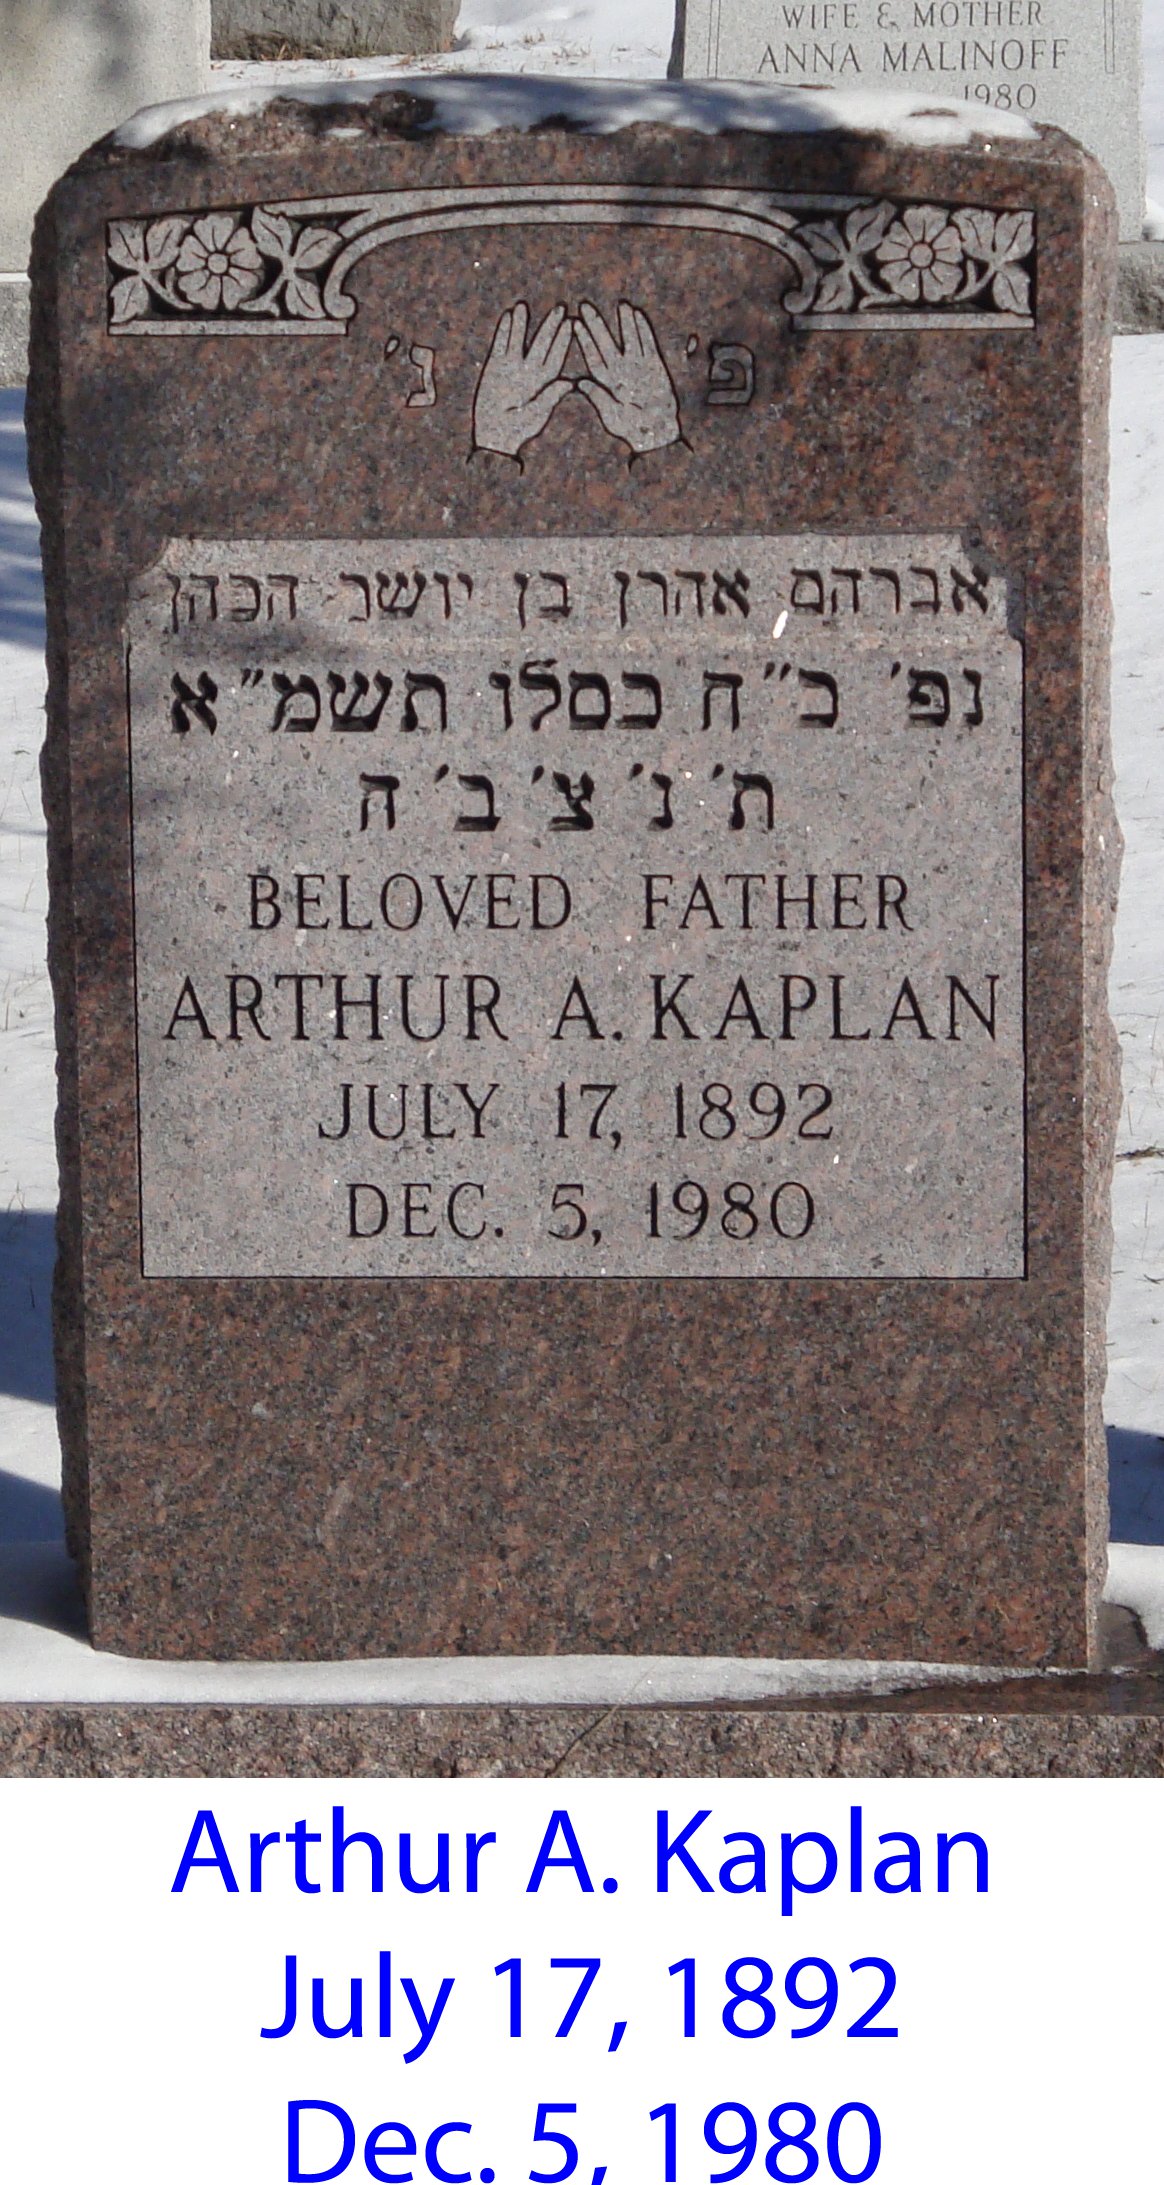 WIFE & MOTHER
ANNA MALINOFF
1980
פ' נ'
אברהם אהרן בן יושר הכהן
נפ' כ"ח כסלו תשמ"א
ת' נ' צ' ב' ה
BELOVED FATHER
ARTHUR A. KAPLAN
JULY 17, 1892
DEC. 5, 1980
Arthur A. Kaplan
July 17, 1892
Dec. 5, 1980